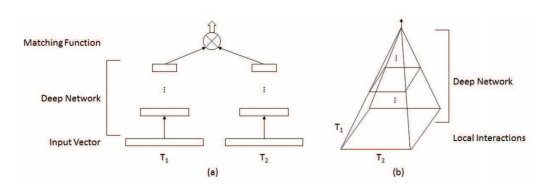 Matching Function
Deep Network
Input Vector
T1
T2
(a)
Deep Network
T1
Local Interactions
T2
(b)